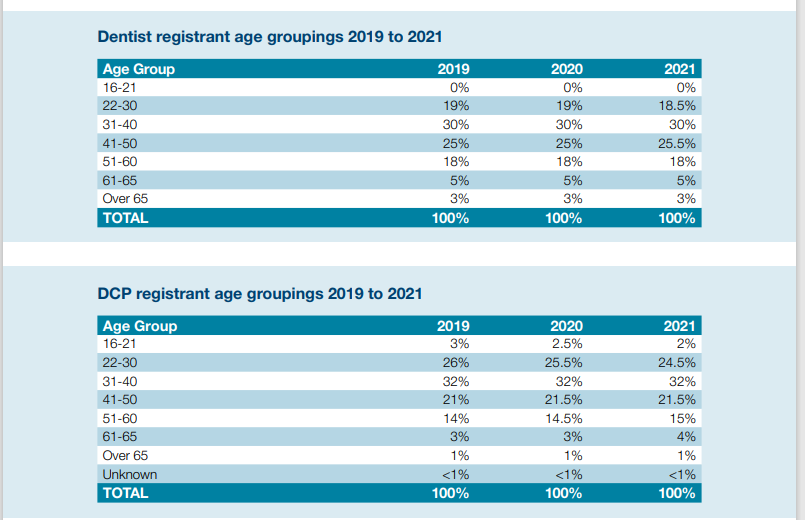 Dentist registrant age groupings 2019 to 2021
Age Group 2019 2020 2021
16-21 0% 0% 0%
22-30 19% 19% 18.5%
31-40 30% 30% 30%
41-50 25% 25% 25.5%
51-60 18% 18% 18%
61-65 5% 5% 5%
Over 65 3% 3% 3%
TOTAL 100% 100% 100%
DCP registrant age groupings 2019 to 2021
Age Group 2019 2020 2021
16-21 3% 2.5% 2%
22-30 26% 25.5% 24.5%
31-40 32% 32% 32%
41-50 21% 21.5% 21.5%
51-60 14% 14.5% 15%
61-65 3% 3% 4%
Over 65 1% 1% 1%
Unknown <1% <1% <1%
TOTAL 100% 100% 100%